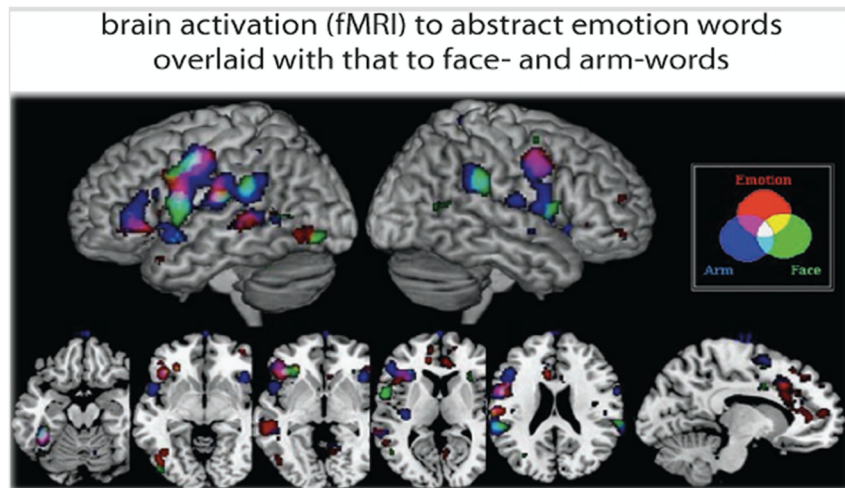 brain activation (fMRI) to abstract emotion words
overlaid with that to face- and arm-words
Emotion
Arm
Face